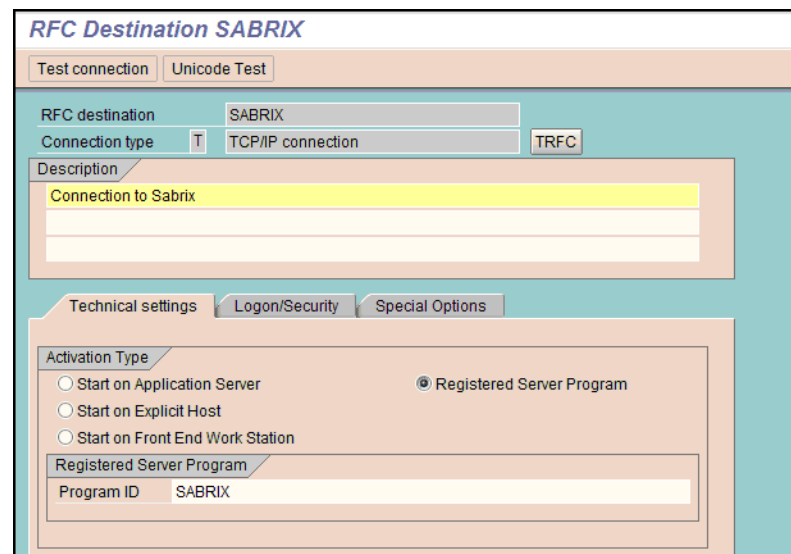 RFC Destination SABRIX
Test connection Unicode Test
RFC destination SABRIX
Connection type T TCP/IP connection TRFC
Description
Connection to Sabrix
Technical settings Logon/Security Special Options
Activation Type
Start on Application Server Registered Server Program
Start on Explicit Host
Start on Front End Work Station
Registered Server Program
Program ID SABRIX